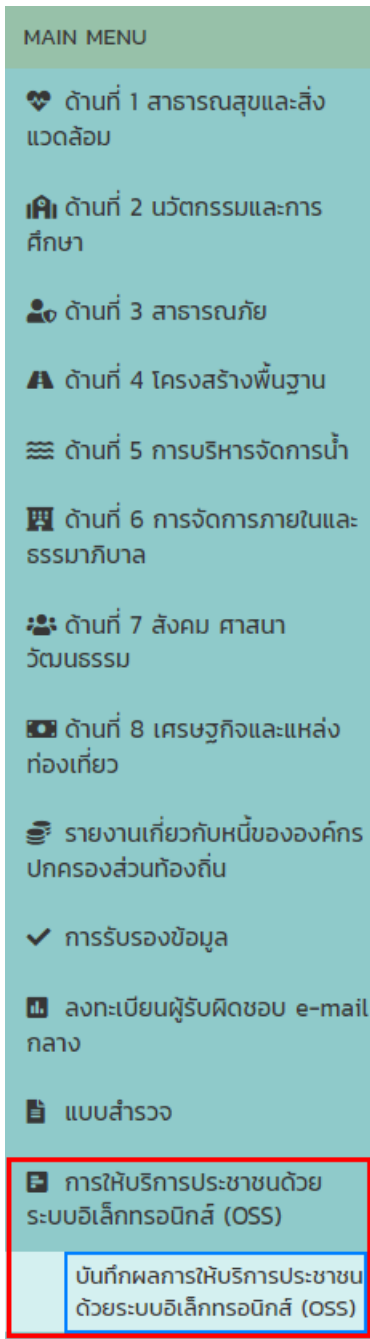 MAIN MENU
ด้านที่ 1 สาธารณสุขและสิ่ง
แวดล้อม
ด้านที่ 2 นวัตกรรมและการ
ศึกษา
ด้านที่ 3 สาธารณภัย
ด้านที่ 4 โครงสร้างพื้นฐาน
ด้านที่ 5 การบริหารจัดการน้ำ
ด้านที่ 6 การจัดการภายในและ
ธรรมาภิบาล
ด้านที่ 7 สังคม ศาสนา
วัฒนธรรม
ด้านที่ 8 เศรษฐกิจและแหล่ง
ท่องเที่ยว
รายงานเกี่ยวกับหนี้ขององค์กร
ปกครองส่วนท้องถิ่น
การรับรองข้อมูล
ลงทะเบียนผู้รับผิดชอบ e-mail
กลาง
แบบสำรวจ
การให้บริการประชาชนด้วย
ระบบอิเล็กทรอนิกส์ (OSS)
บันทึกผลการให้บริการประชาชน
ด้วยระบบอิเล็กทรอนิกส์ (OSS)